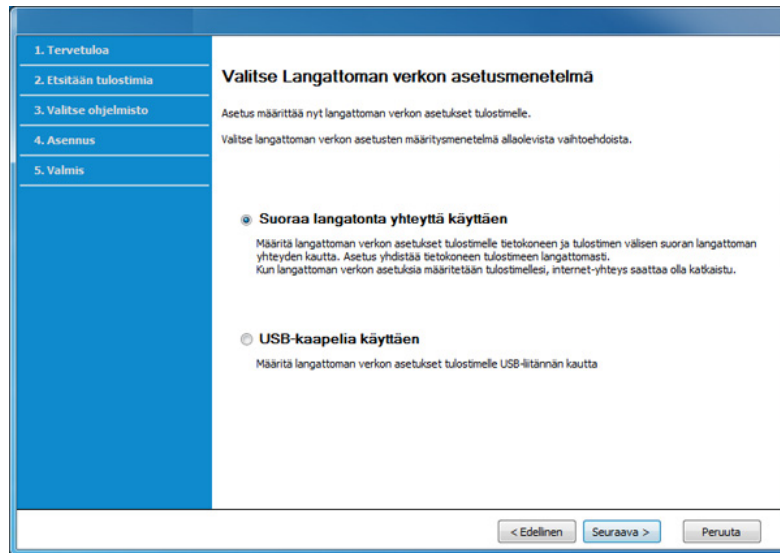 1. Tervetuloa
2. Etsitään tulostimia
3. Valitse ohjelmisto
4. Asennus
5. Valmis
Valitse Langattoman verkon asetusmenetelmä
Asetus määrittää nyt langattoman verkon asetukset tulostimelle.
Valitse langattoman verkon asetusten määritysmenetelmä allaolevista vaihtoehdoista.
Suoraa langatonta yhteyttä käyttäen
Määritä langattoman verkon asetukset tulostimelle tietokoneen ja tulostimen välisen suoran langattoman
yhteyden kautta. Asetus yhdistää tietokoneen tulostimeen langattomasti.
Kun langattoman verkon asetuksia määritetään tulostimellesi, internet-yhteys saattaa olla katkaistu.
USB-kaapelia käyttäen
Määritä langattoman verkon asetukset tulostimelle USB-liitännän kautta
< Edellinen
Seuraava >
Peruuta